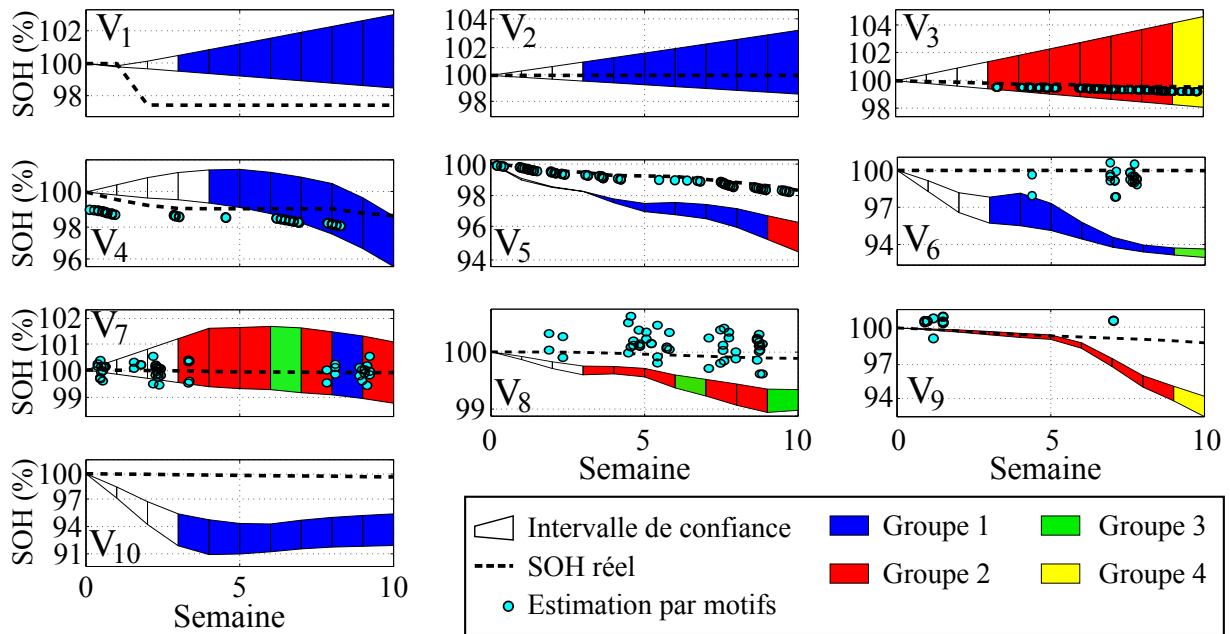 SOH (%)
102
100
98
V1
104
102
100
98
V2
104
102
100
98
V3
SOH (%)
100
98
96
V4
100
98
96
94
V5
100
97
94
V6
SOH (%)
102
101
100
99
V7
100
99
V8
0
5
10
Semaine
100
97
94
V9
0
5
10
Semaine
SOH (%)
100
97
94
91
V10
0
5
10
Semaine
Intervalle de confiance
SOH réel
Estimation par motifs
Groupe 1
Groupe 2
Groupe 3
Groupe 4